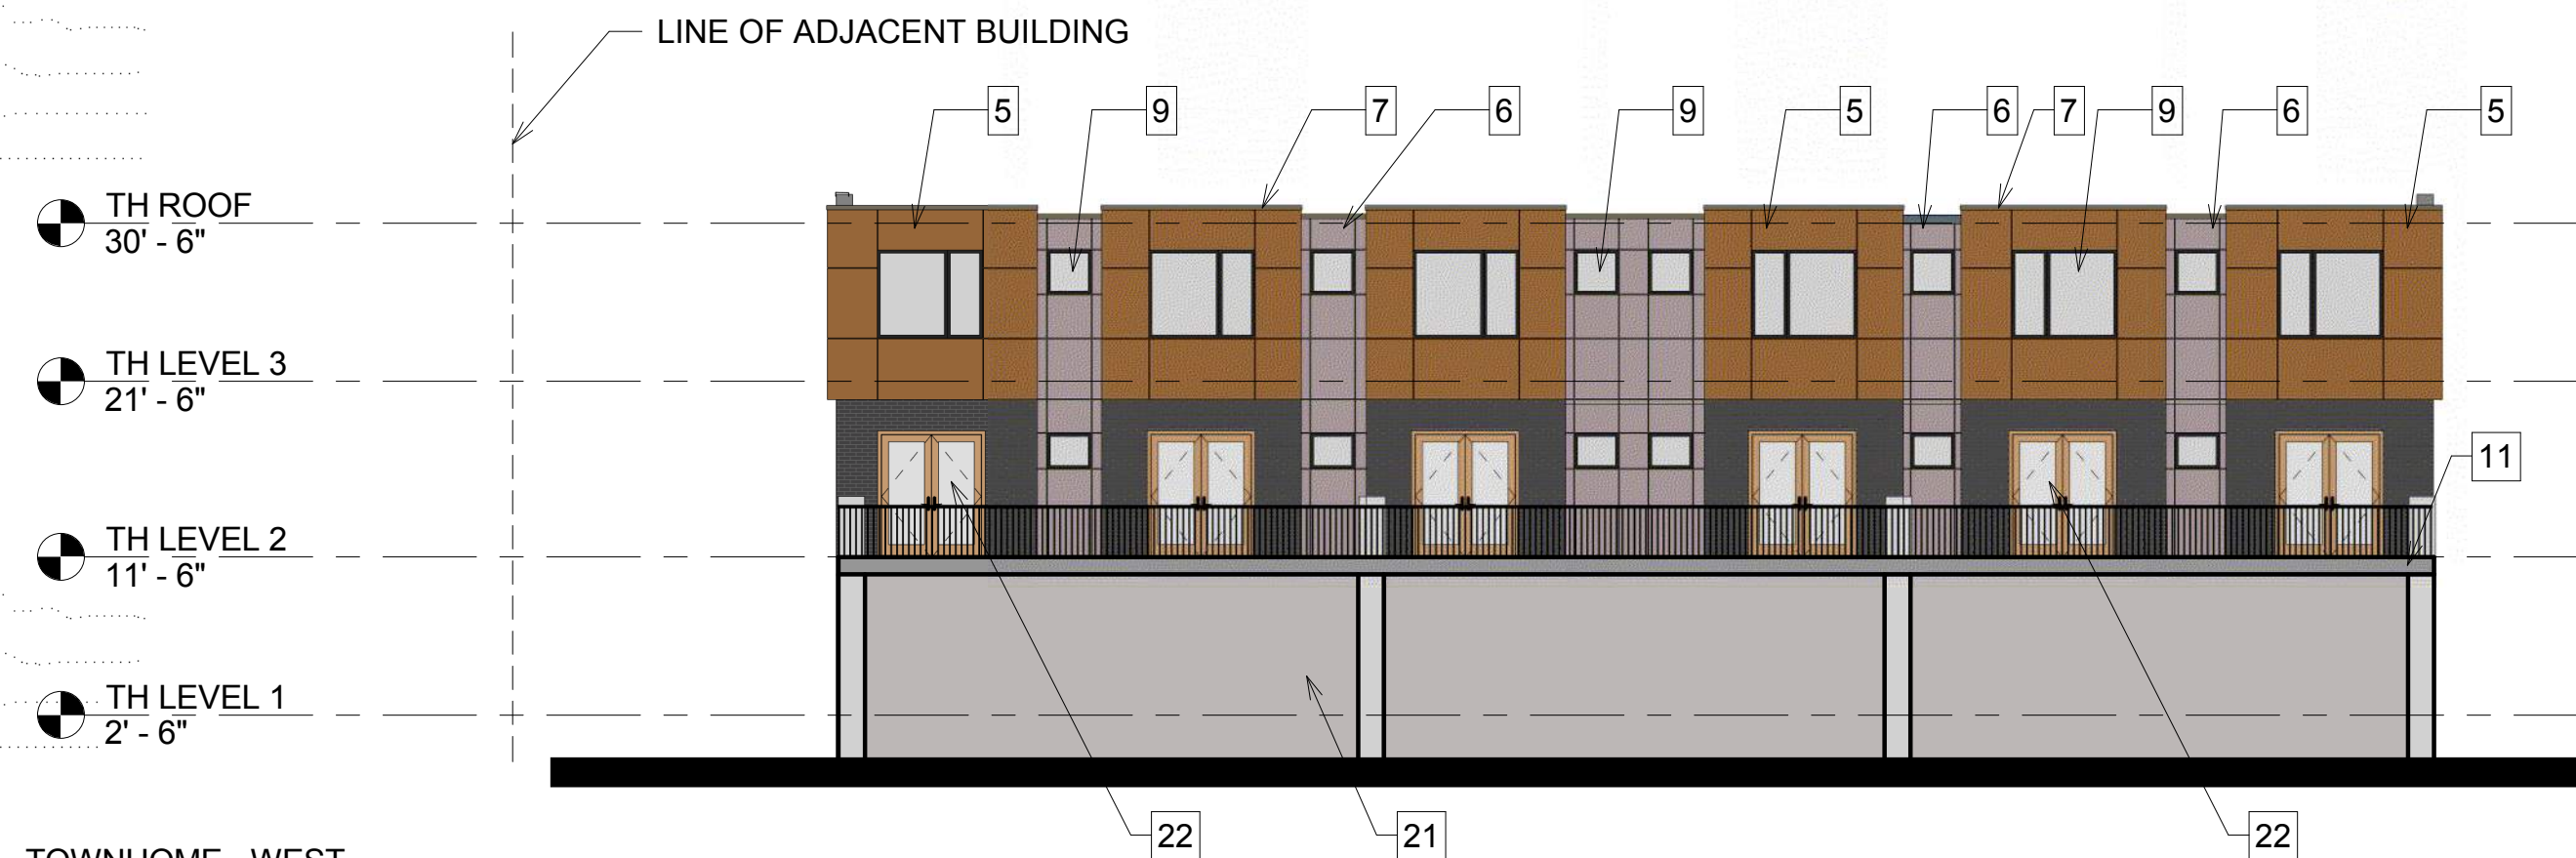 LINE OF ADJACENT BUILDING
5
9
7
6
9
5
6
7
9
6
5
TH ROOF
30' - 6"
TH LEVEL 3
21' - 6"
11
TH LEVEL 2
11' - 6"
TH LEVEL 1
2' - 6"
22
21
22
TOWNHOME - WEST